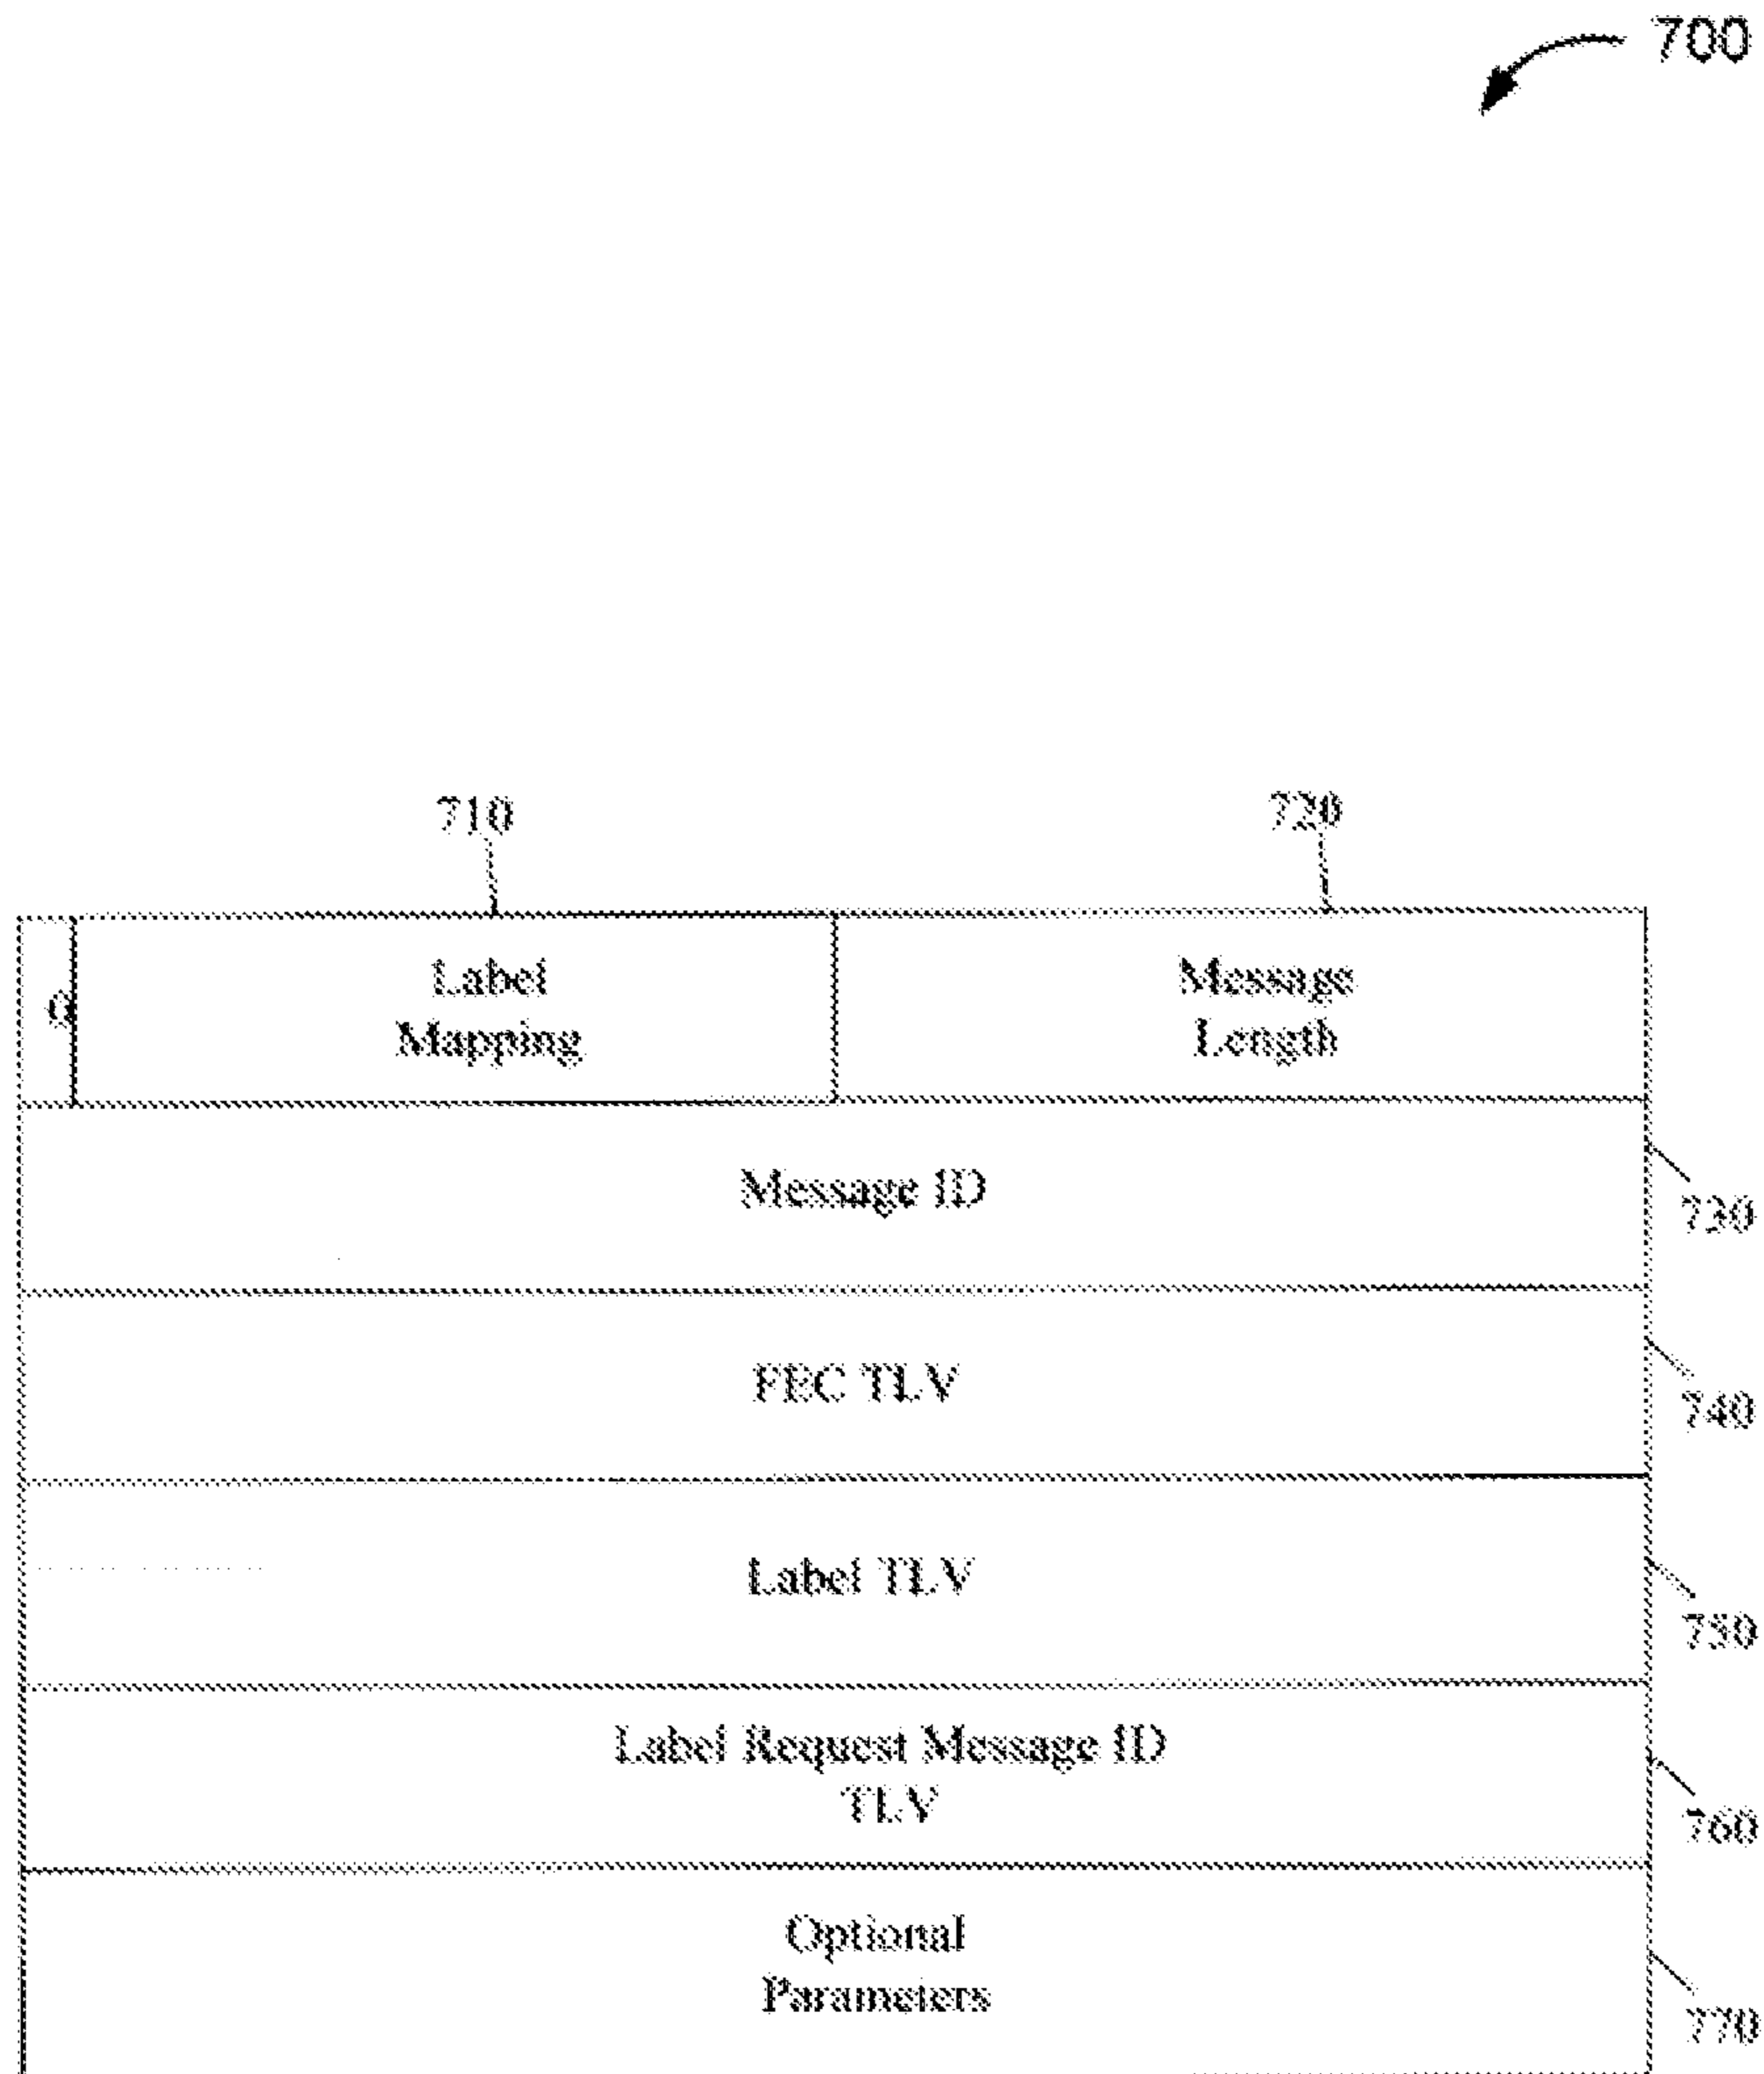 700
710
720
0
Label
Mapping
Message
Length
Message ID
730
FEC TLV
740
Label TLV
750
Label Request Message ID
TLV
760
Optional
Parameters
770